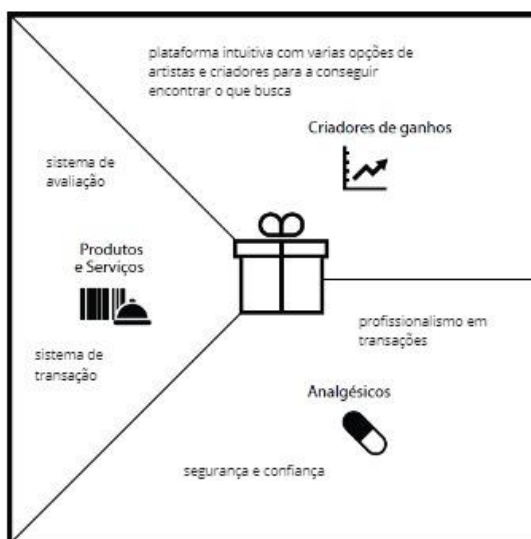 plataforma intuitiva com varias opções de
artistas e criadores para a conseguir
encontrar o que busca
Criadores de ganhos
sistema de
avaliação
Produtos
e Serviços
sistema de
transação
profissionalismo em
transações
Analgésicos
segurança e confiança